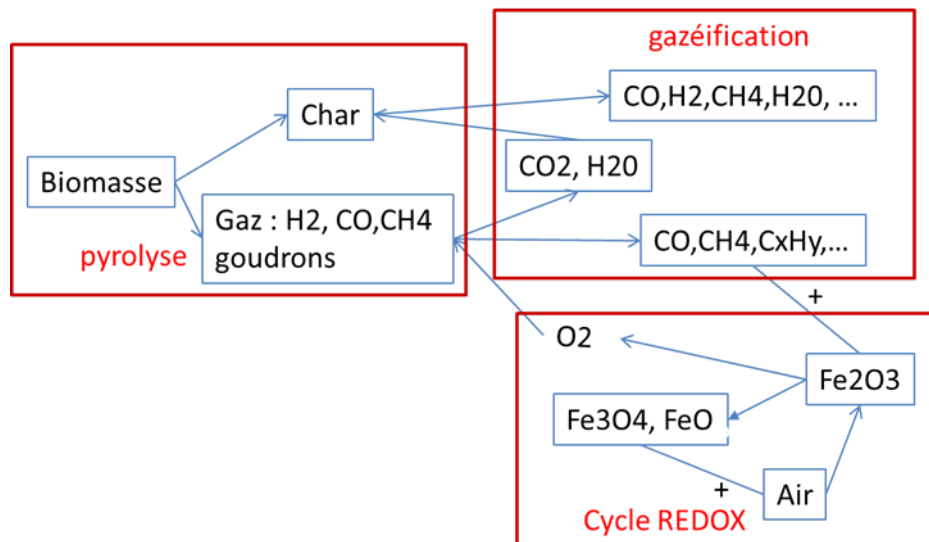 gazéification
CO,H2,CH4,H20, ...
Char
CO2, H20
Biomasse
Gaz : H2, CO,CH4
goudrons
pyrolyse
CO,CH4,CxHy,...
+
O2
Fe2O3
Fe3O4, FeO
+
Air
Cycle REDOX